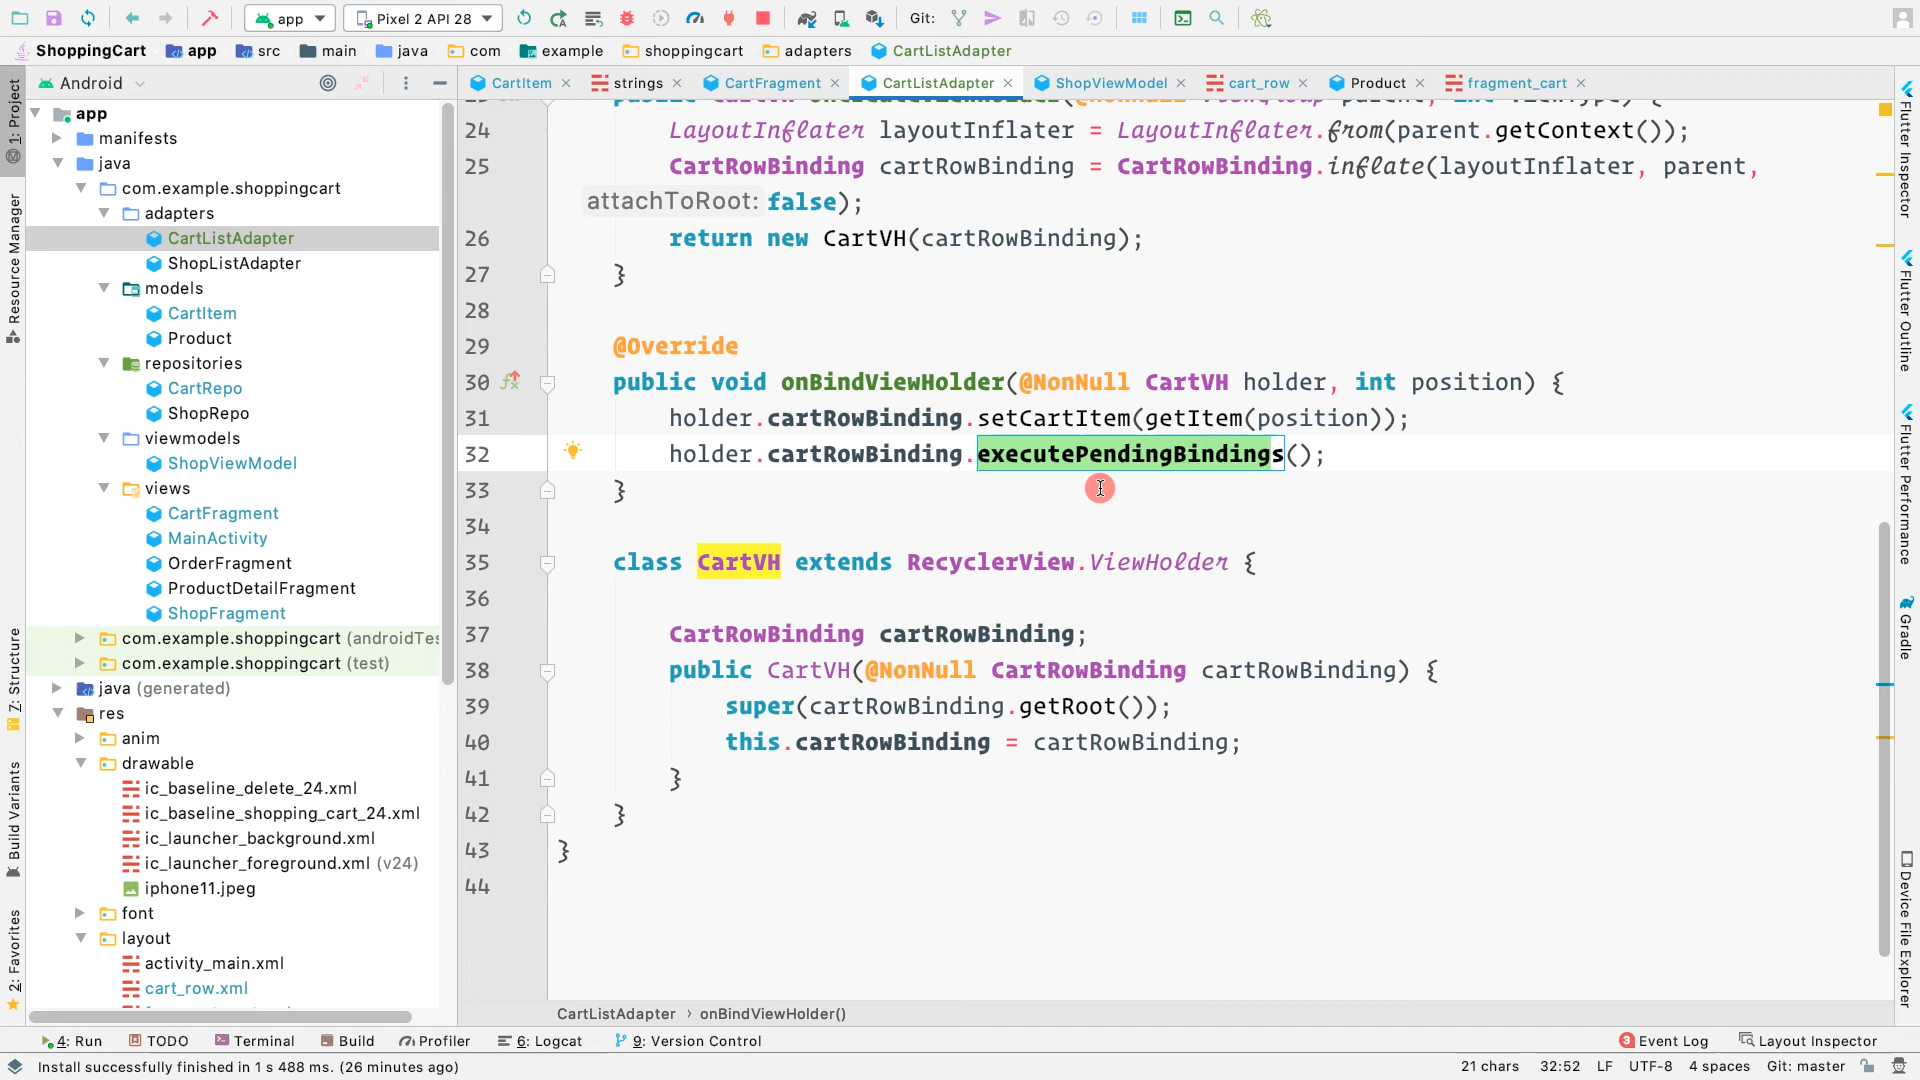 app
Pixel 2 API 28
Git:
ShoppingCart
app
src
main
java
com
example
shoppingcart
adapters
CartListAdapter
1: Project
Resource Manager
7: Structure
Build Variants
2: Favorites
Android
app
manifests
java
com.example.shoppingcart
adapters
CartListAdapter
ShopListAdapter
models
CartItem
Product
repositories
CartRepo
ShopRepo
viewmodels
ShopViewModel
views
CartFragment
MainActivity
OrderFragment
ProductDetailFragment
ShopFragment
com.example.shoppingcart (androidTes
com.example.shoppingcart (test)
java (generated)
res
anim
drawable
ic_baseline_delete_24.xml
ic_baseline_shopping_cart_24.xml
ic_launcher_background.xml
ic_launcher_foreground.xml (v24)
iphone11.jpeg
font
layout
activity_main.xml
cart_row.xml
CartItem
strings
CartFragment
CartListAdapter
ShopViewModel
cart_row
Product
fragment_cart
24 LayoutInflater layoutInflater = LayoutInflater.from(parent.getContext());
25 CartRowBinding cartRowBinding = CartRowBinding.inflate(layoutInflater, parent,
attachToRoot: false);
26 return new CartVH(cartRowBinding);
27 }
28
29 @Override
30 public void onBindViewHolder(@NonNull CartVH holder, int position) {
31 holder.cartRowBinding.setCartItem(getItem(position));
32 holder.cartRowBinding.executePendingBindings();
33 }
34
35 class CartVH extends RecyclerView.ViewHolder {
36
37 CartRowBinding cartRowBinding;
38 public CartVH(@NonNull CartRowBinding cartRowBinding) {
39 super(cartRowBinding.getRoot());
40 this.cartRowBinding = cartRowBinding;
41 }
42 }
43 }
44
CartListAdapter › onBindViewHolder()
Flutter Inspector
Flutter Outline
Flutter Performance
Gradle
Device File Explorer
4: Run
TODO
Terminal
Build
Profiler
6: Logcat
9: Version Control
3 Event Log
Layout Inspector
Install successfully finished in 1 s 488 ms. (26 minutes ago)
21 chars
32:52
LF
UTF-8
4 spaces
Git: master